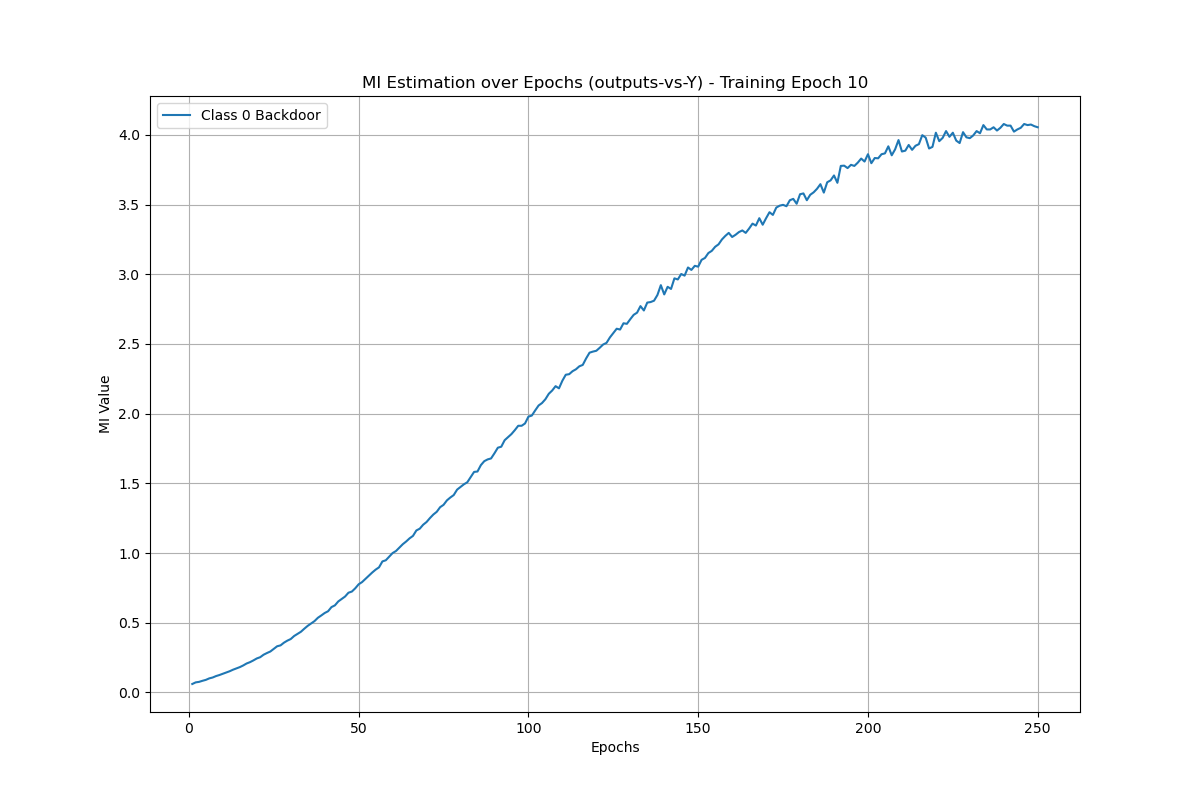 MI Estimation over Epochs (outputs-vs-Y) - Training Epoch 10
Class 0 Backdoor
4.0
3.5
3.0
2.5
2.0
1.5
1.0
0.5
0.0
MI Value
0 50 100 150 200 250
Epochs